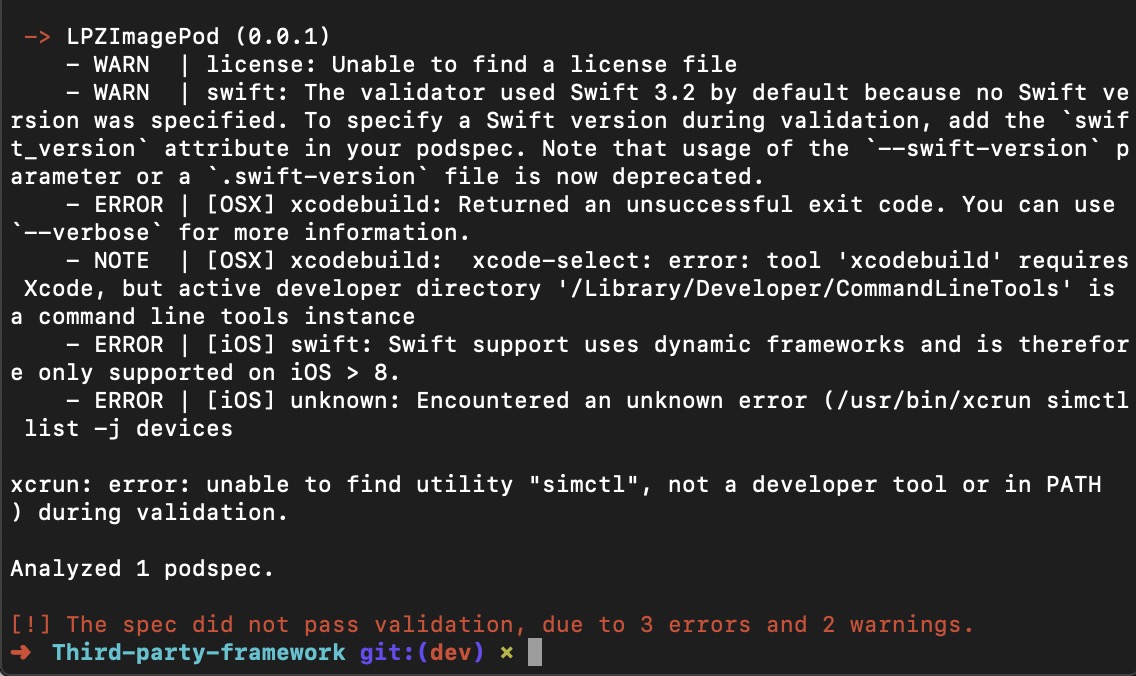 —> LPZImagePod (0.0.1)
    - WARN  | license: Unable to find a license file
    - WARN  | swift: The validator used Swift 3.2 by default because no Swift ve
rsion was specified. To specify a Swift version during validation, add the `swif
t_version` attribute in your podspec. Note that usage of the `--swift-version` p
arameter or a `.swift-version` file is now deprecated.
    - ERROR | [OSX] xcodebuild: Returned an unsuccessful exit code. You can use
`--verbose` for more information.
    - NOTE  | [OSX] xcodebuild:  xcode-select: error: tool 'xcodebuild' requires
 Xcode, but active developer directory '/Library/Developer/CommandLineTools' is
a command line tools instance
    - ERROR | [iOS] swift: Swift support uses dynamic frameworks and is therefor
e only supported on iOS > 8.
    - ERROR | [iOS] unknown: Encountered an unknown error (/usr/bin/xcrun simctl
 list -j devices
xcrun: error: unable to find utility "simctl", not a developer tool or in PATH
) during validation.
Analyzed 1 podspec.
[!] The spec did not pass validation, due to 3 errors and 2 warnings.
➜  Third-party-framework git:(dev) ✗